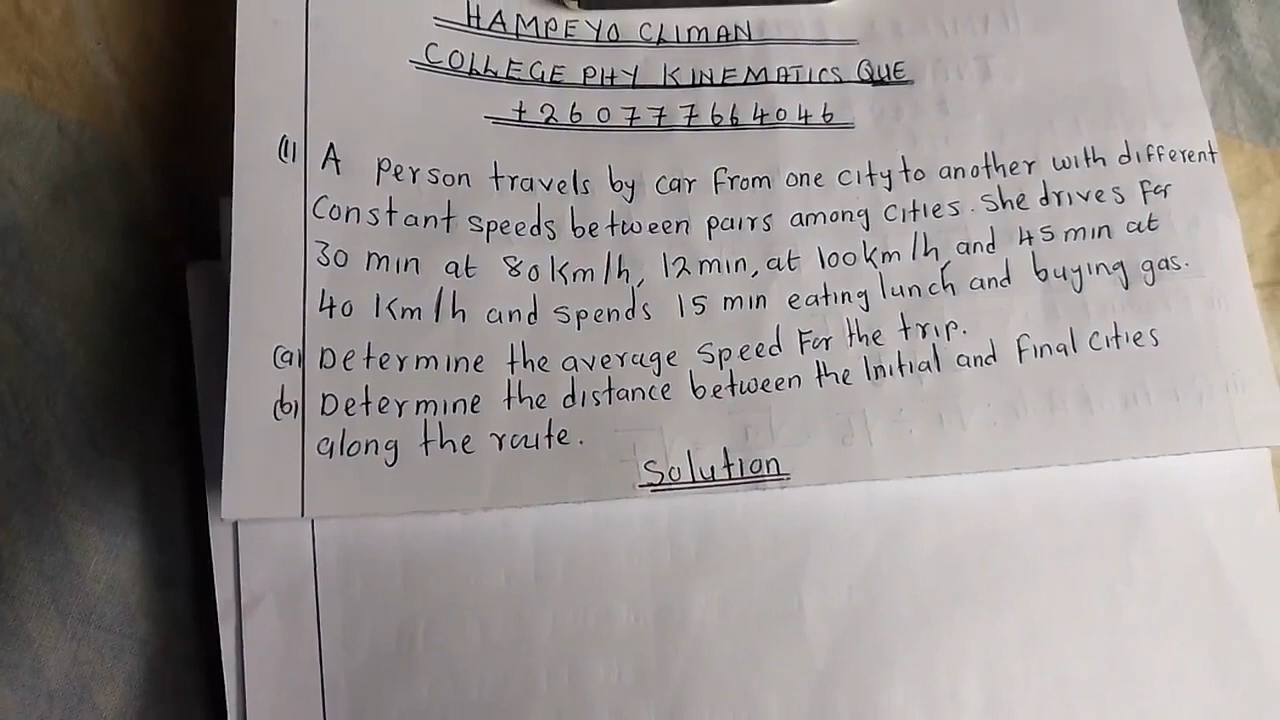 HAMPEYO CLIMAN
COLLEGE PHY KINEMATICS QUE
+260777664046
(1) A person travels by car from one city to another with different
Constant speeds between pairs among cities. She drives for
30 min at 80km/h, 12min, at 100km/h, and 45 min at
40 Km/h and spends 15 min eating lunch and buying gas.
(a) Determine the average speed For the trip.
(b) Determine the distance between the Initial and Final Cities
along the route.
Solution